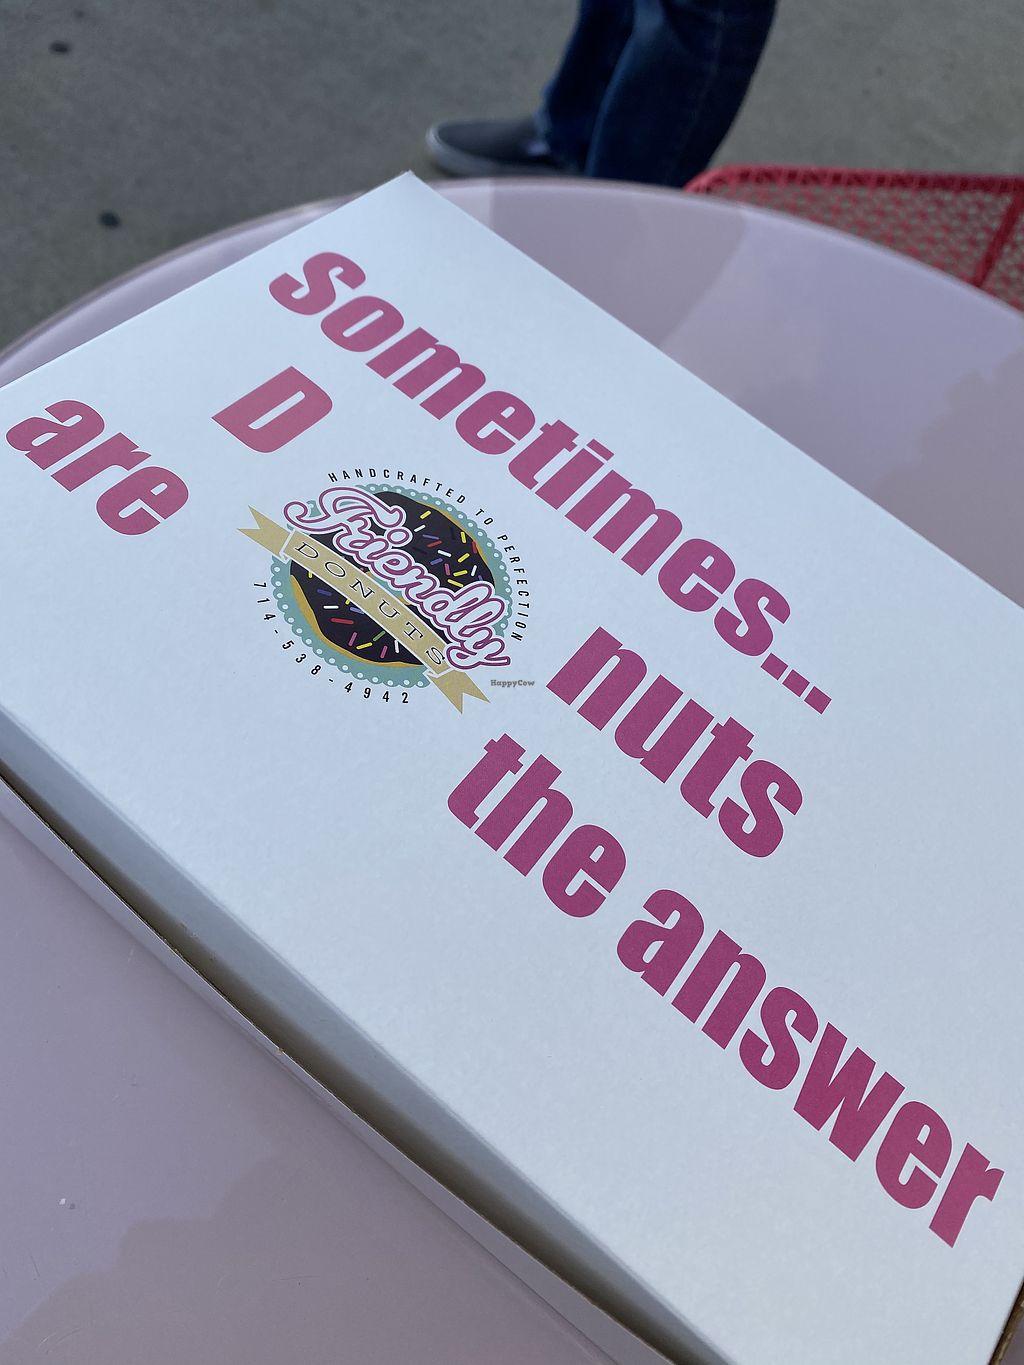 Sometimes...
D nuts
are the answer
HANDCRAFTED TO PERFECTION
Friendly
DONUTS
714-538-4942
HappyCow